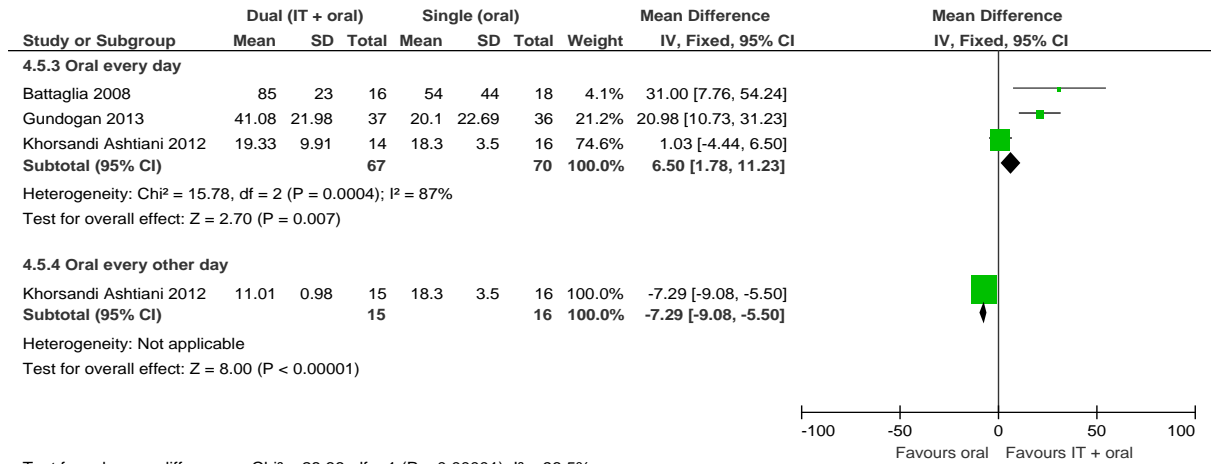 Dual (IT + oral) Single (oral) Mean Difference Mean Difference
Study or Subgroup Mean SD Total Mean SD Total Weight IV, Fixed, 95% CI IV, Fixed, 95% CI
4.5.3 Oral every day
Battaglia 2008 85 23 16 54 44 18 4.1% 31.00 [7.76, 54.24]
Gundogan 2013 41.08 21.98 37 20.1 22.69 36 21.2% 20.98 [10.73, 31.23]
Khorsandi Ashtiani 2012 19.33 9.91 14 18.3 3.5 16 74.6% 1.03 [-4.44, 6.50]
Subtotal (95% CI) 67 70 100.0% 6.50 [1.78, 11.23]
Heterogeneity: Chi² = 15.78, df = 2 (P = 0.0004); I² = 87%
Test for overall effect: Z = 2.70 (P = 0.007)
4.5.4 Oral every other day
Khorsandi Ashtiani 2012 11.01 0.98 15 18.3 3.5 16 100.0% -7.29 [-9.08, -5.50]
Subtotal (95% CI) 15 16 100.0% -7.29 [-9.08, -5.50]
Heterogeneity: Not applicable
Test for overall effect: Z = 8.00 (P < 0.00001)
-100 -50 0 50 100
Favours oral Favours IT + oral